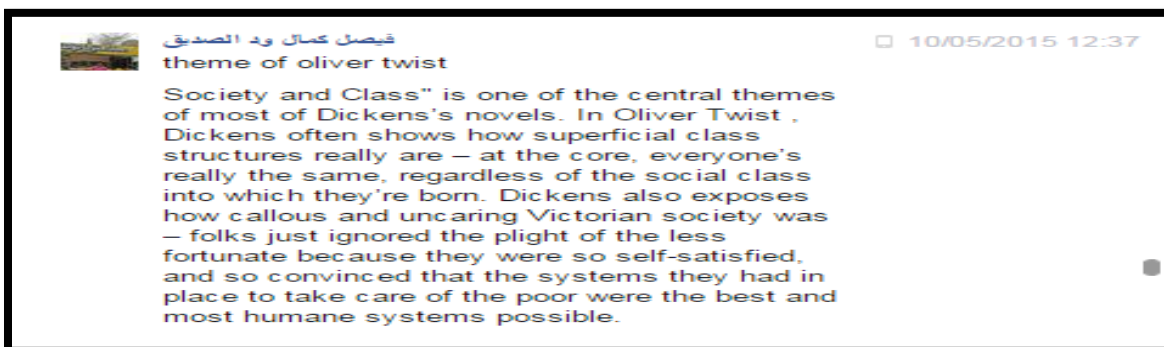 فيصل كمال ود الصديق
10/05/2015 12:37
theme of oliver twist
Society and Class" is one of the central themes
of most of Dickens's novels. In Oliver Twist ,
Dickens often shows how superficial class
structures really are – at the core, everyone's
really the same, regardless of the social class
into which they're born. Dickens also exposes
how callous and uncaring Victorian society was
– folks just ignored the plight of the less
fortunate because they were so self-satisfied,
and so convinced that the systems they had in
place to take care of the poor were the best and
most humane systems possible.